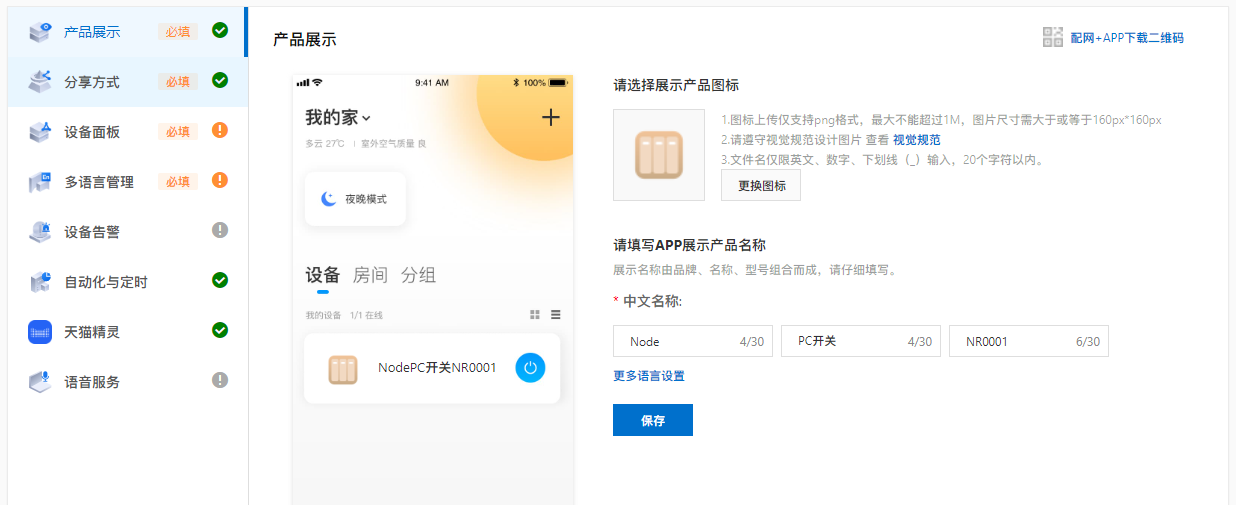 产品展示 必填
分享方式 必填
设备面板 必填
多语言管理 必填
设备告警
自动化与定时
天猫精灵
语音服务
产品展示
配网+APP下载二维码
9:41 AM 100%
我的家
多云 27℃ | 室外空气质量 良
夜晚模式
设备 房间 分组
我的设备 1/1 在线
NodePC开关NR0001
请选择展示产品图标
1.图标上传仅支持png格式，最大不能超过1M，图片尺寸需大于或等于160px*160px
2.请遵守视觉规范设计图片 查看 视觉规范
3.文件名仅限英文、数字、下划线（_）输入，20个字符以内。
更换图标
请填写APP展示产品名称
展示名称由品牌、名称、型号组合而成，请仔细填写。
* 中文名称:
Node 4/30 PC开关 4/30 NR0001 6/30
更多语言设置
保存